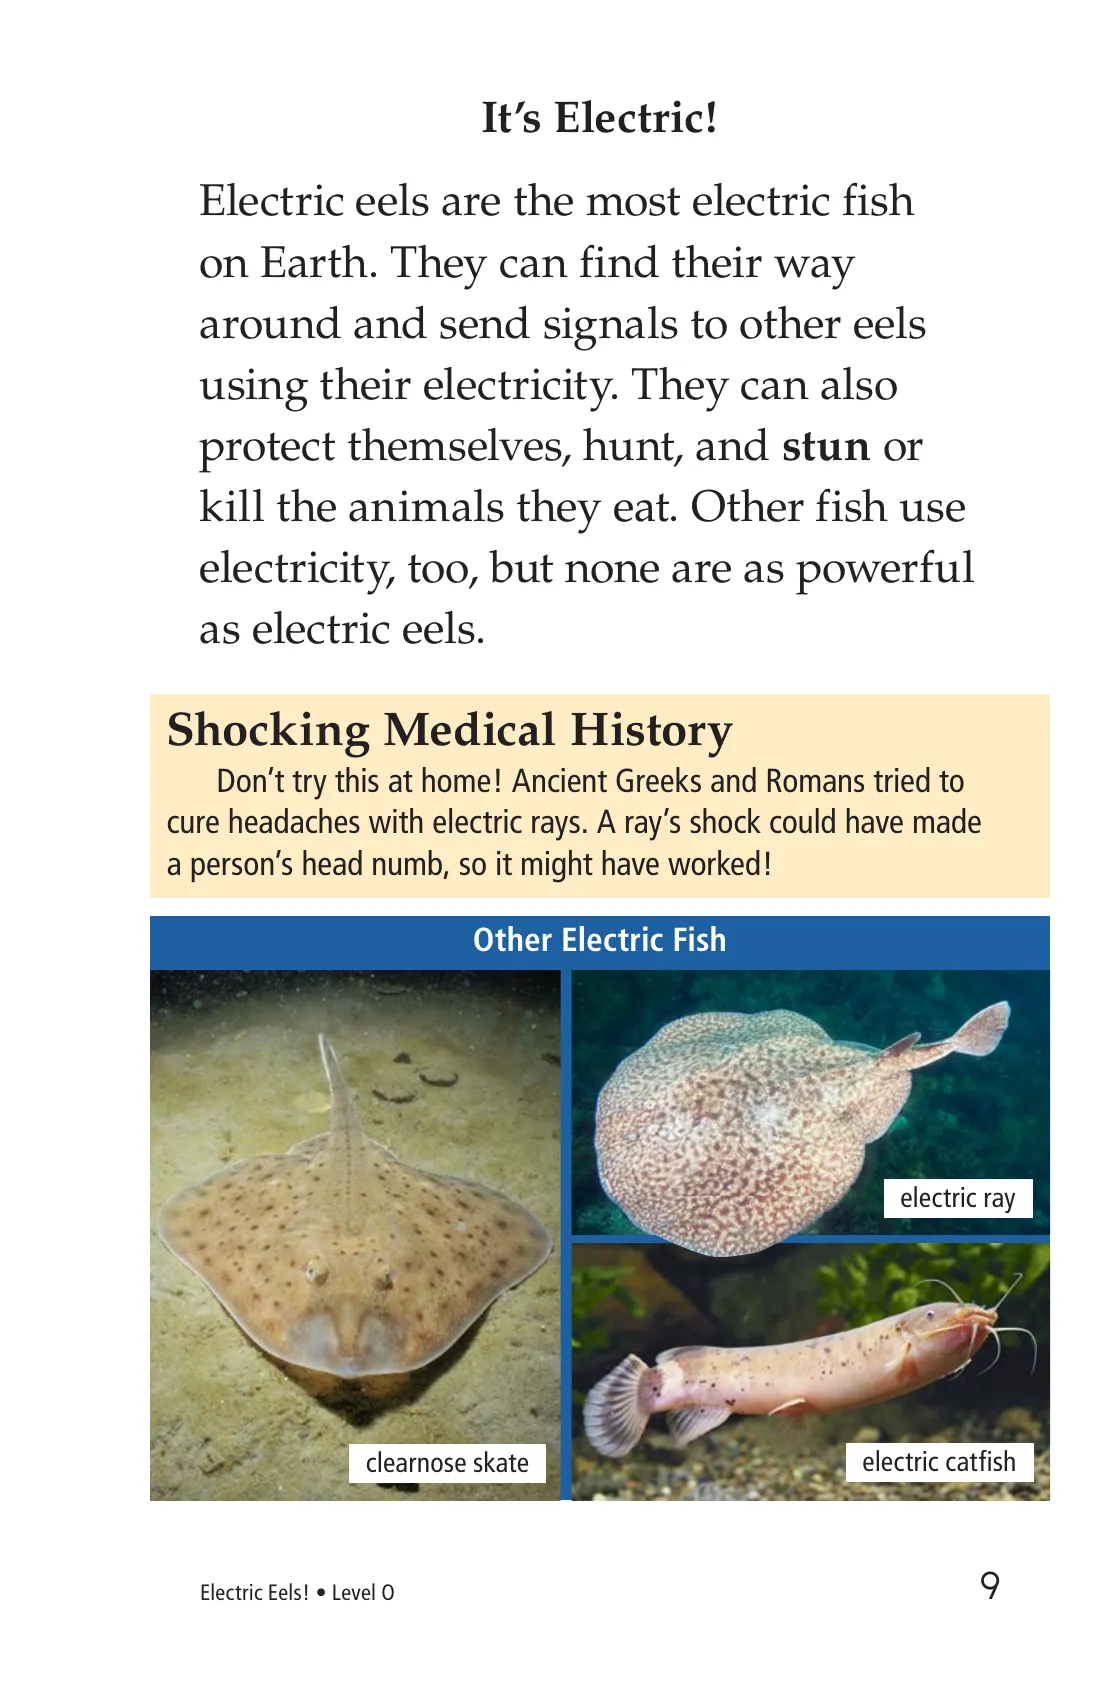 It’s Electric!
Electric eels are the most electric fish
on Earth. They can find their way
around and send signals to other eels
using their electricity. They can also
protect themselves, hunt, and stun or
kill the animals they eat. Other fish use
electricity, too, but none are as powerful
as electric eels.
Shocking Medical History
Don’t try this at home! Ancient Greeks and Romans tried to
cure headaches with electric rays. A ray’s shock could have made
a person’s head numb, so it might have worked!
Other Electric Fish
electric ray
clearnose skate
electric catfish
Electric Eels! • Level O
9